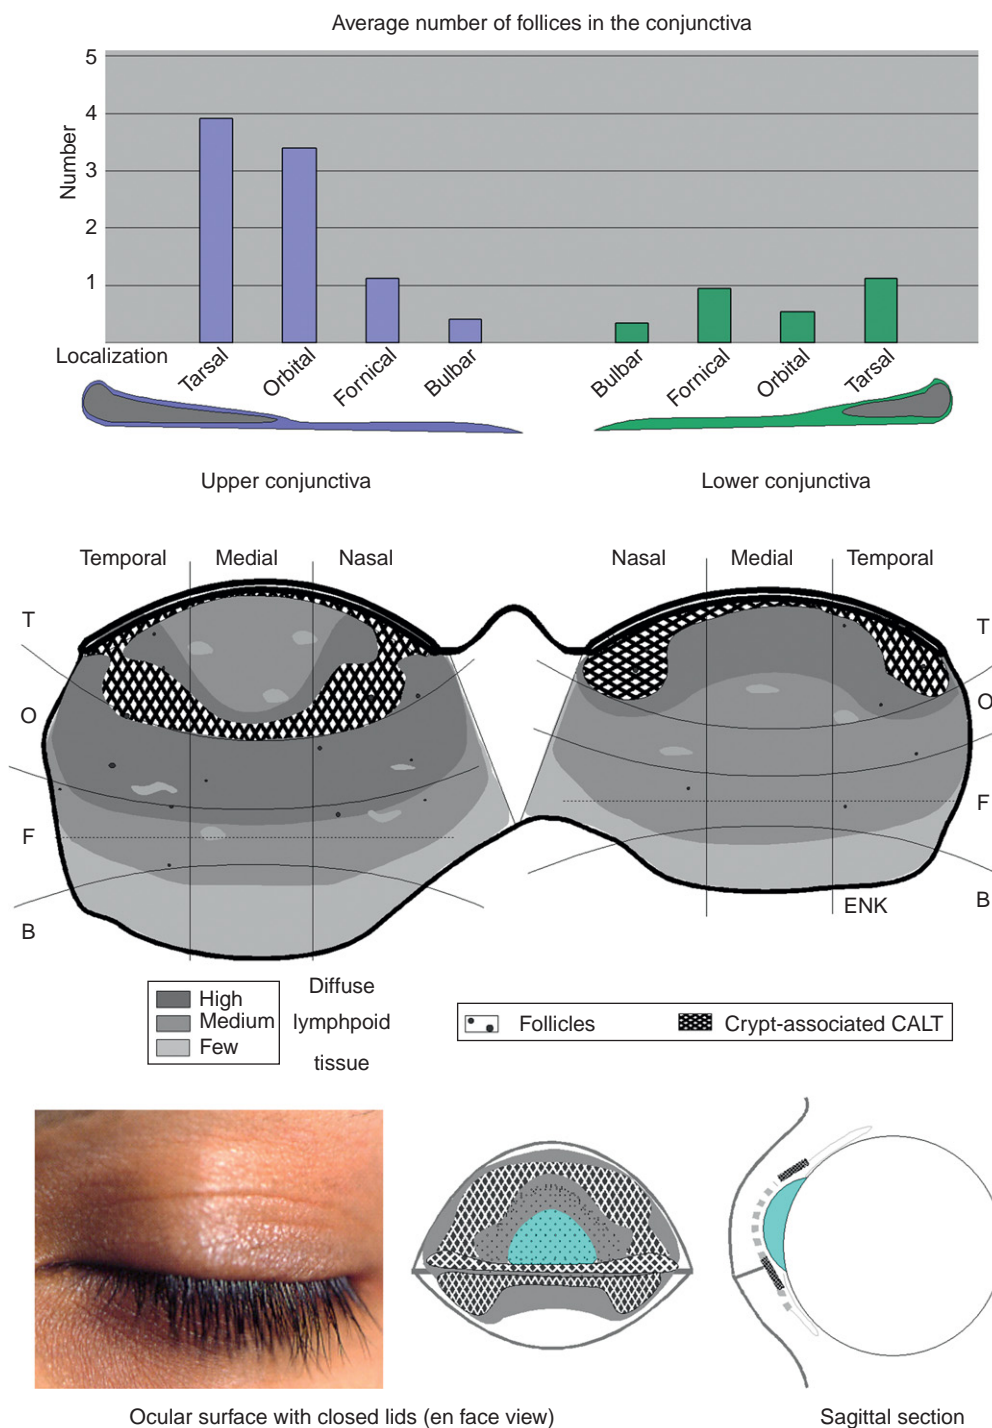 Average number of follices in the conjunctiva
5
4
3
2
1
Number
Localization
Tarsal
Orbital
Fornical
Bulbar
Bulbar
Fornical
Orbital
Tarsal
Upper conjunctiva
Lower conjunctiva
Temporal
Medial
Nasal
Nasal
Medial
Temporal
T
T
O
O
F
F
B
B
ENK
High
Medium
Few
Diffuse
lymphpoid
tissue
Follicles
Crypt-associated CALT
Ocular surface with closed lids (en face view)
Sagittal section